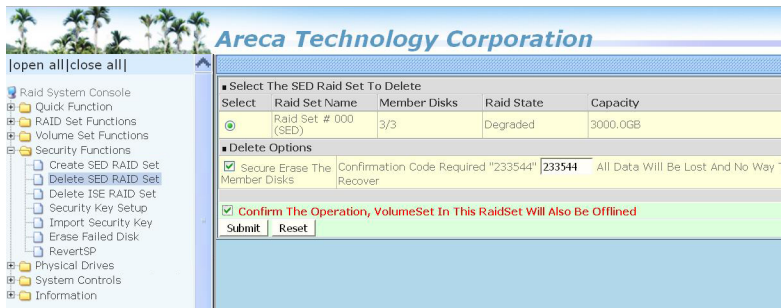 Areca Technology Corporation
|open all|close all|
Raid System Console
Quick Function
RAID Set Functions
Volume Set Functions
Security Functions
Create SED RAID Set
Delete SED RAID Set
Delete ISE RAID Set
Security Key Setup
Import Security Key
Erase Failed Disk
RevertSP
Physical Drives
System Controls
Information
Select The SED Raid Set To Delete
Select Raid Set Name Member Disks Raid State Capacity
Raid Set # 000 (SED) 3/3 Degraded 3000.0GB
Delete Options
Secure Erase The Member Disks
Confirmation Code Required "233544" 233544 All Data Will Be Lost And No Way T
Recover
Confirm The Operation, VolumeSet In This RaidSet Will Also Be Offlined
Submit Reset